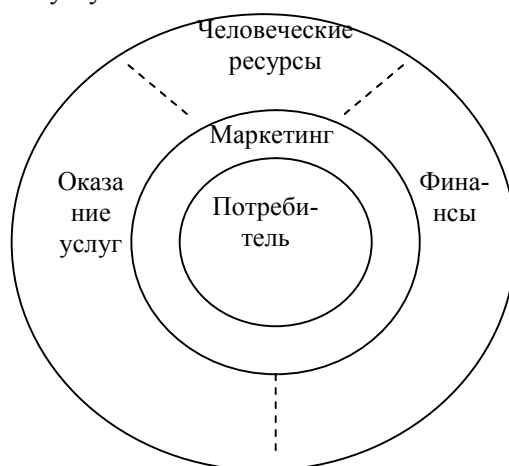 Человеческие
ресурсы
Маркетинг
Оказа
ние
услуг
Потреби-
тель
Фина-
нсы